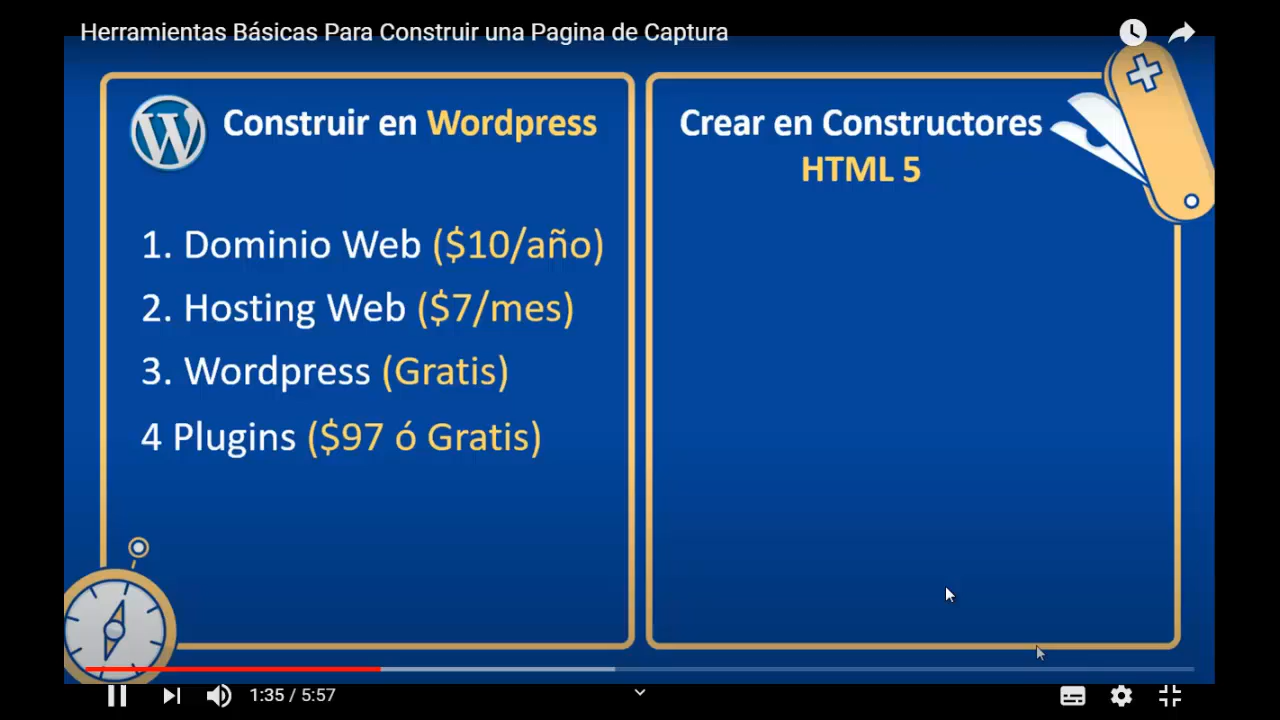 Herramientas Básicas Para Construir una Pagina de Captura
Construir en Wordpress
1. Dominio Web ($10/año)
2. Hosting Web ($7/mes)
3. Wordpress (Gratis)
4 Plugins ($97 ó Gratis)
Crear en Constructores
HTML 5
1:35 / 5:57